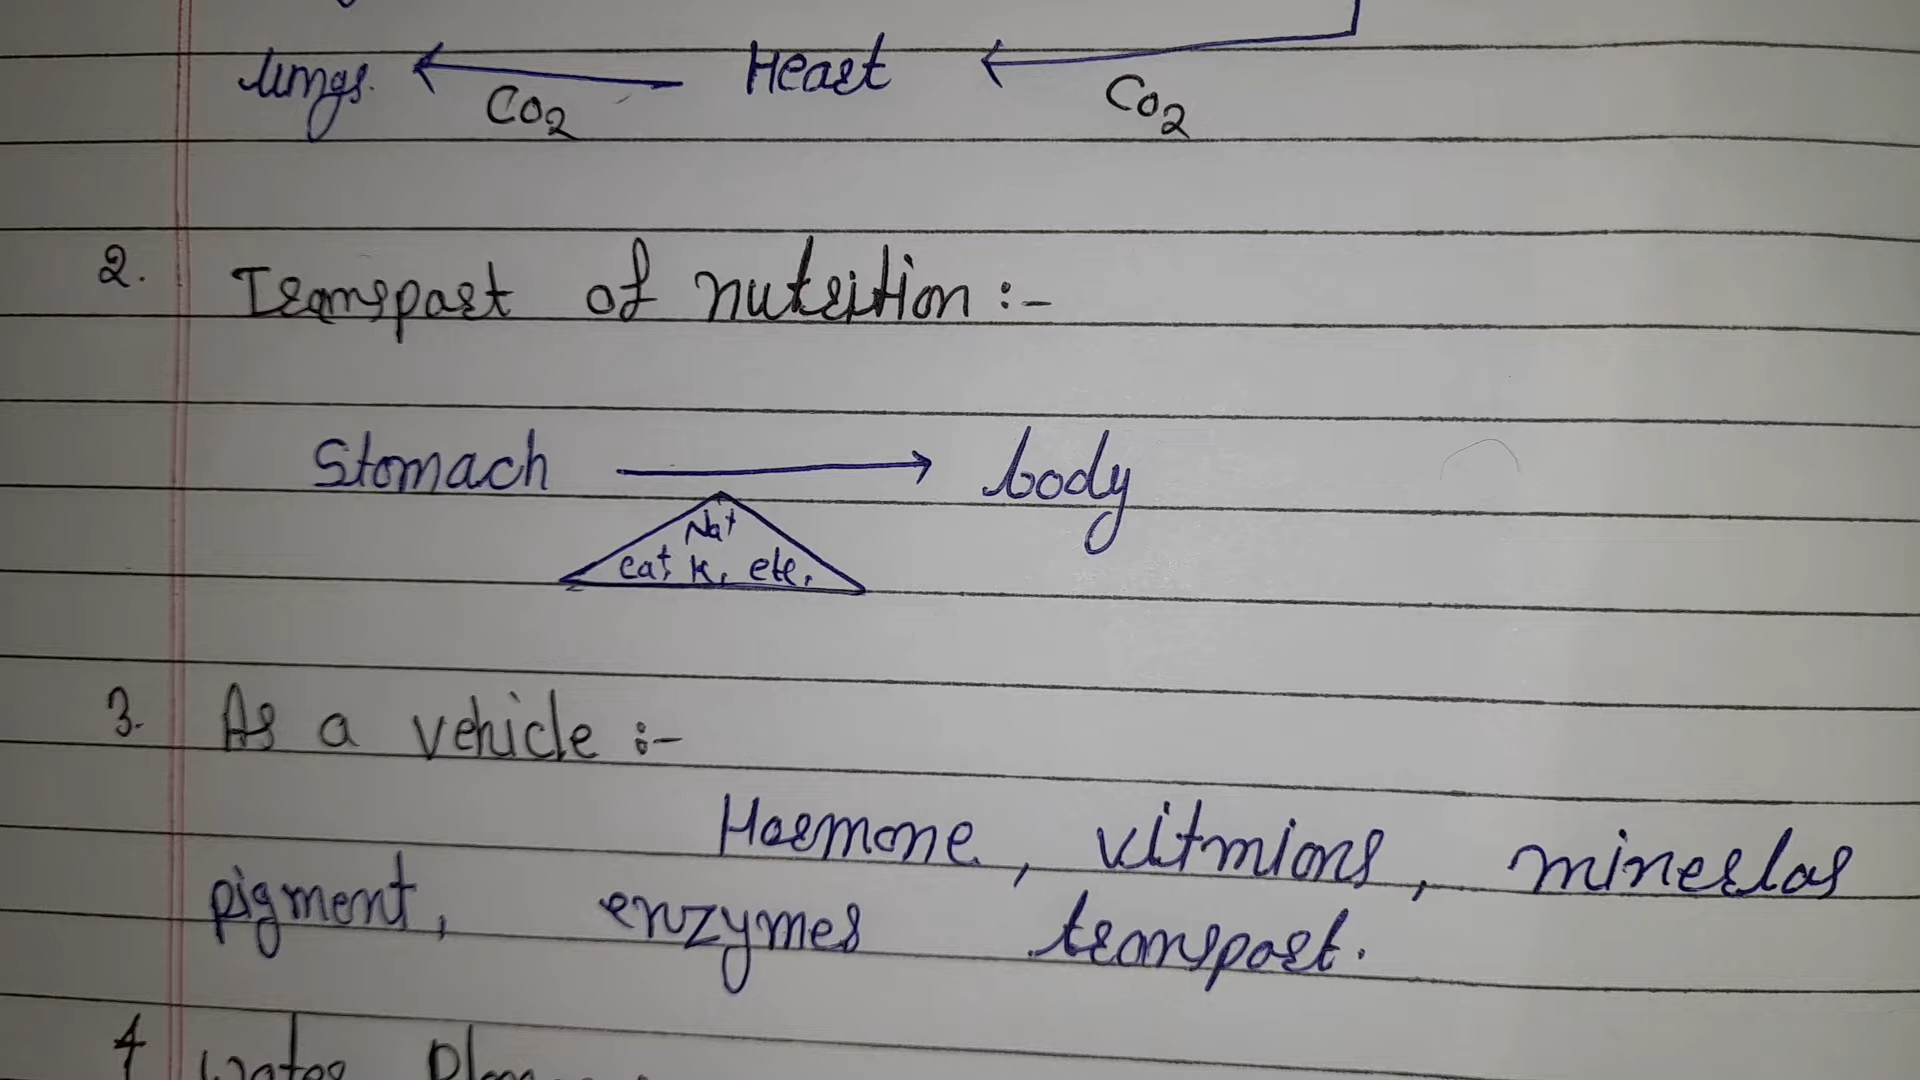 lungs. ← Heart ←
CO2 CO2
2. Transport of nutrition :-
Stomach → body
Na+
ca+, K, etc.
3. As a vehicle :-
Hormone, vitmions, minerlas
pigment, enzymes transport.
4 Water